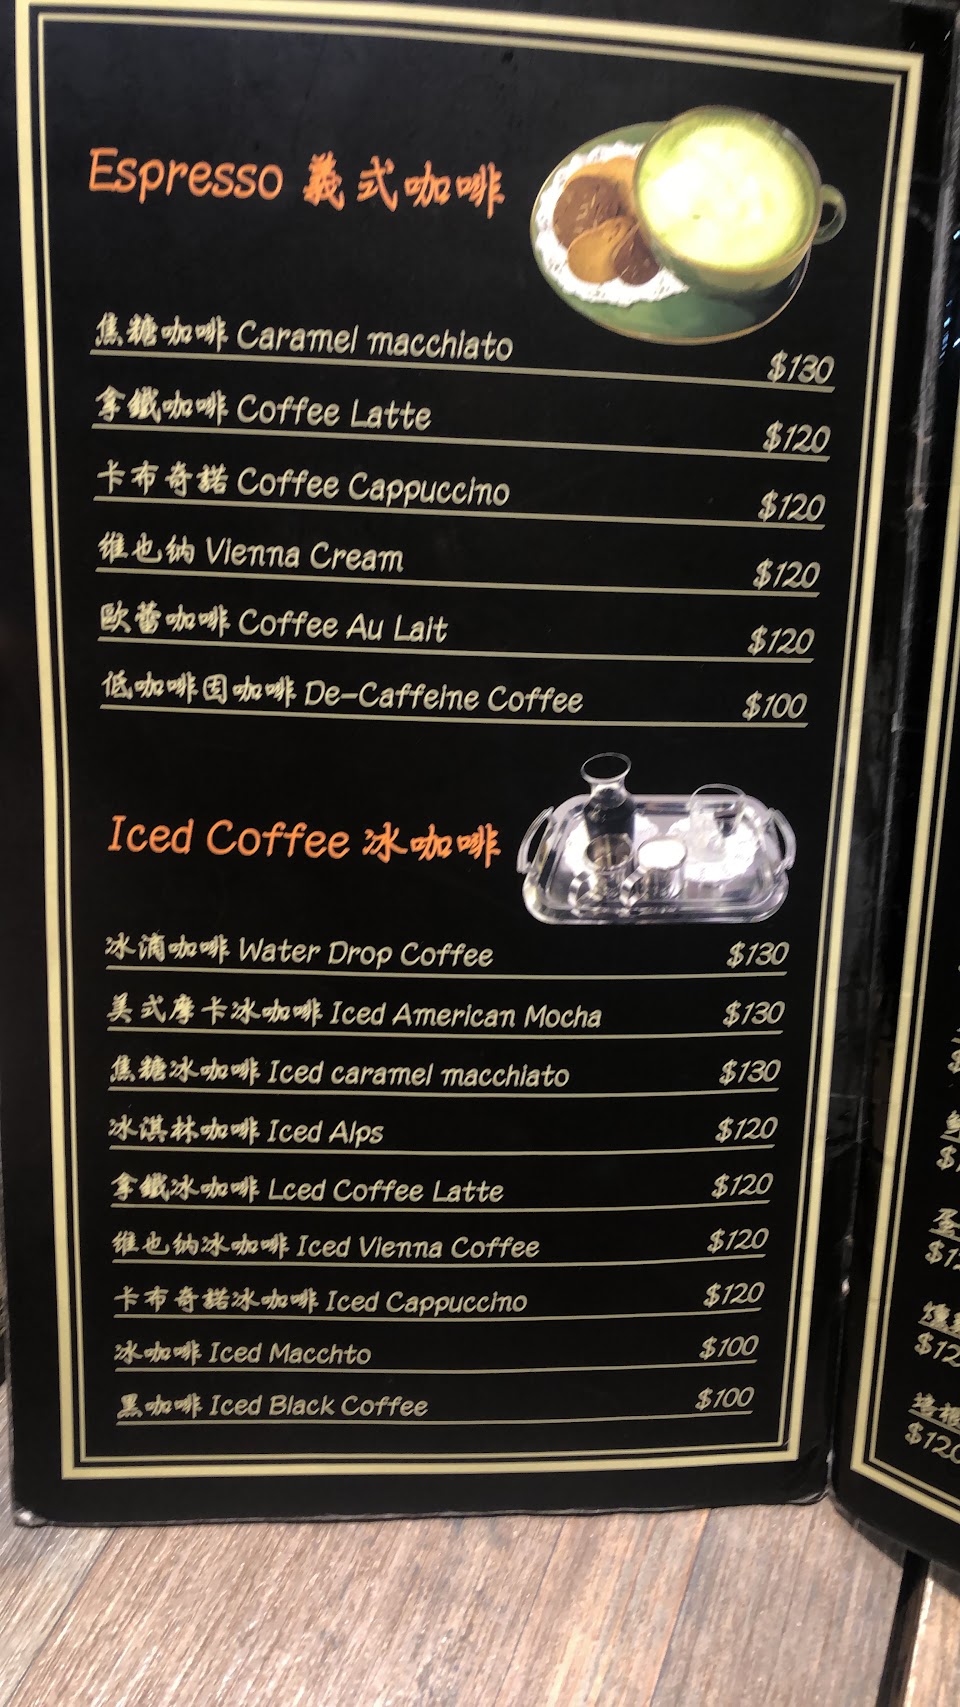 Espresso 義式咖啡
焦糖咖啡 Caramel macchiato $130
拿鐵咖啡 Coffee Latte $120
卡布奇諾 Coffee Cappuccino $120
維也納 Vienna Cream $120
歐蕾咖啡 Coffee Au Lait $120
低咖啡因咖啡 De-Caffeine Coffee $100
Iced Coffee 冰咖啡
冰滴咖啡 Water Drop Coffee $130
美式摩卡冰咖啡 Iced American Mocha $130
焦糖冰咖啡 Iced caramel macchiato $130
冰淇林咖啡 Iced Alps $120
拿鐵冰咖啡 Lced Coffee Latte $120
維也納冰咖啡 Iced Vienna Coffee $120
卡布奇諾冰咖啡 Iced Cappuccino $120
冰咖啡 Iced Macchto $100
黑咖啡 Iced Black Coffee $100
蛋
培根
$120